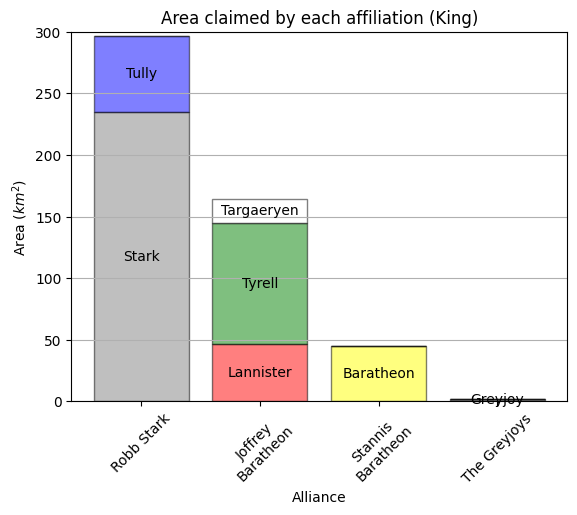 Area claimed by each affiliation (King)
300
250
200
150
100
50
0
Area (km²)
Tully
Stark
Targaeryen
Tyrell
Lannister
Baratheon
Greyjoy
Robb Stark
Joffrey
Baratheon
Stannis
Baratheon
The Greyjoys
Alliance